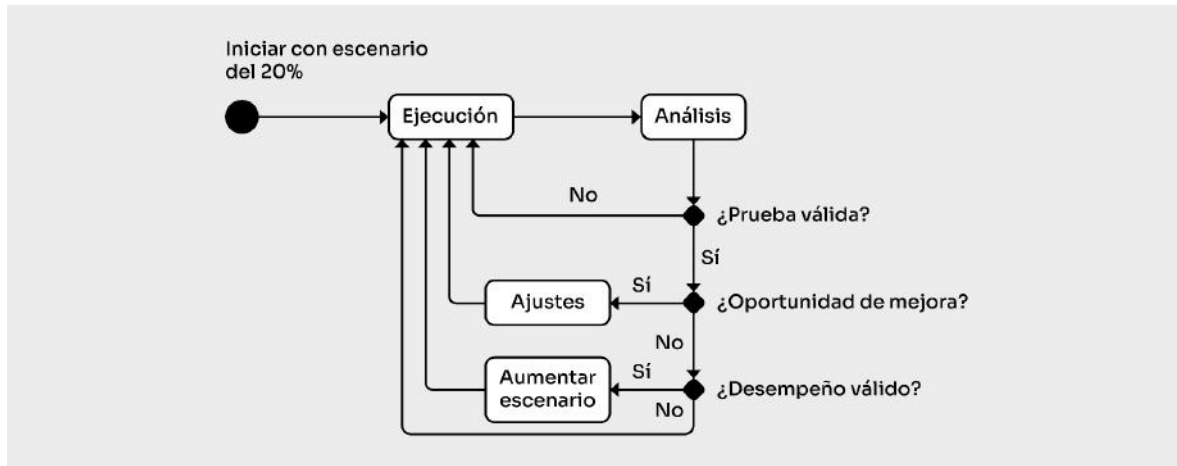 Iniciar con escenario
del 20%
Ejecución
Análisis
No
¿Prueba válida?
Sí
Ajustes
Sí
¿Oportunidad de mejora?
No
Aumentar
escenario
Sí
¿Desempeño válido?
No